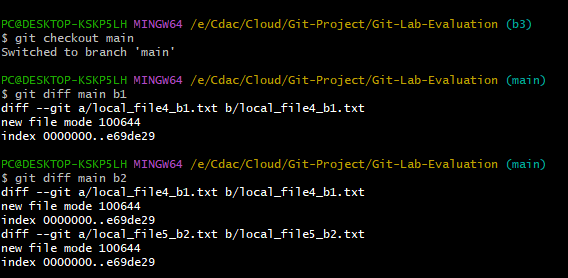 PC@DESKTOP-KSKP5LH MINGW64 /e/Cdac/Cloud/Git-Project/Git-Lab-Evaluation (b3)
$ git checkout main
Switched to branch 'main'
PC@DESKTOP-KSKP5LH MINGW64 /e/Cdac/Cloud/Git-Project/Git-Lab-Evaluation (main)
$ git diff main b1
diff --git a/local_file4_b1.txt b/local_file4_b1.txt
new file mode 100644
index 0000000..e69de29
PC@DESKTOP-KSKP5LH MINGW64 /e/Cdac/Cloud/Git-Project/Git-Lab-Evaluation (main)
$ git diff main b2
diff --git a/local_file4_b1.txt b/local_file4_b1.txt
new file mode 100644
index 0000000..e69de29
diff --git a/local_file5_b2.txt b/local_file5_b2.txt
new file mode 100644
index 0000000..e69de29